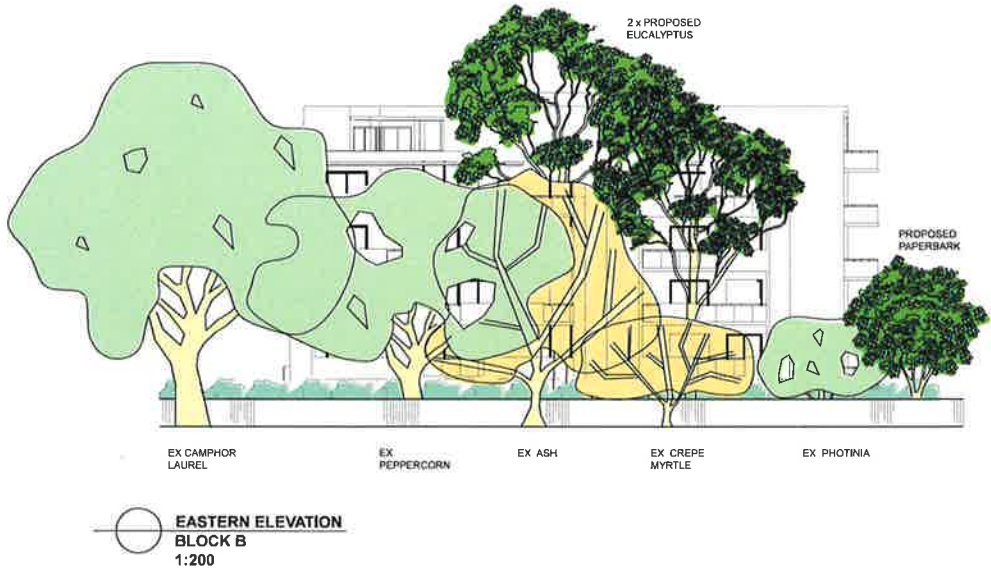 2 x PROPOSED
EUCALYPTUS
PROPOSED
PAPERBARK
EX CAMPHOR
LAUREL
EX
PEPPERCORN
EX ASH
EX CREPE
MYRTLE
EX PHOTINIA
EASTERN ELEVATION
BLOCK B
1:200